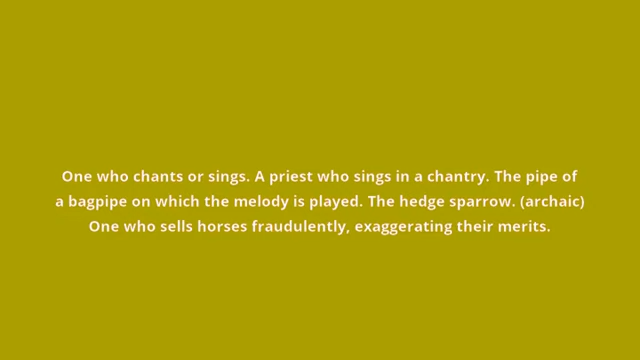 One who chants or sings. A priest who sings in a chantry. The pipe of
a bagpipe on which the melody is played. The hedge sparrow. (archaic)
One who sells horses fraudulently, exaggerating their merits.